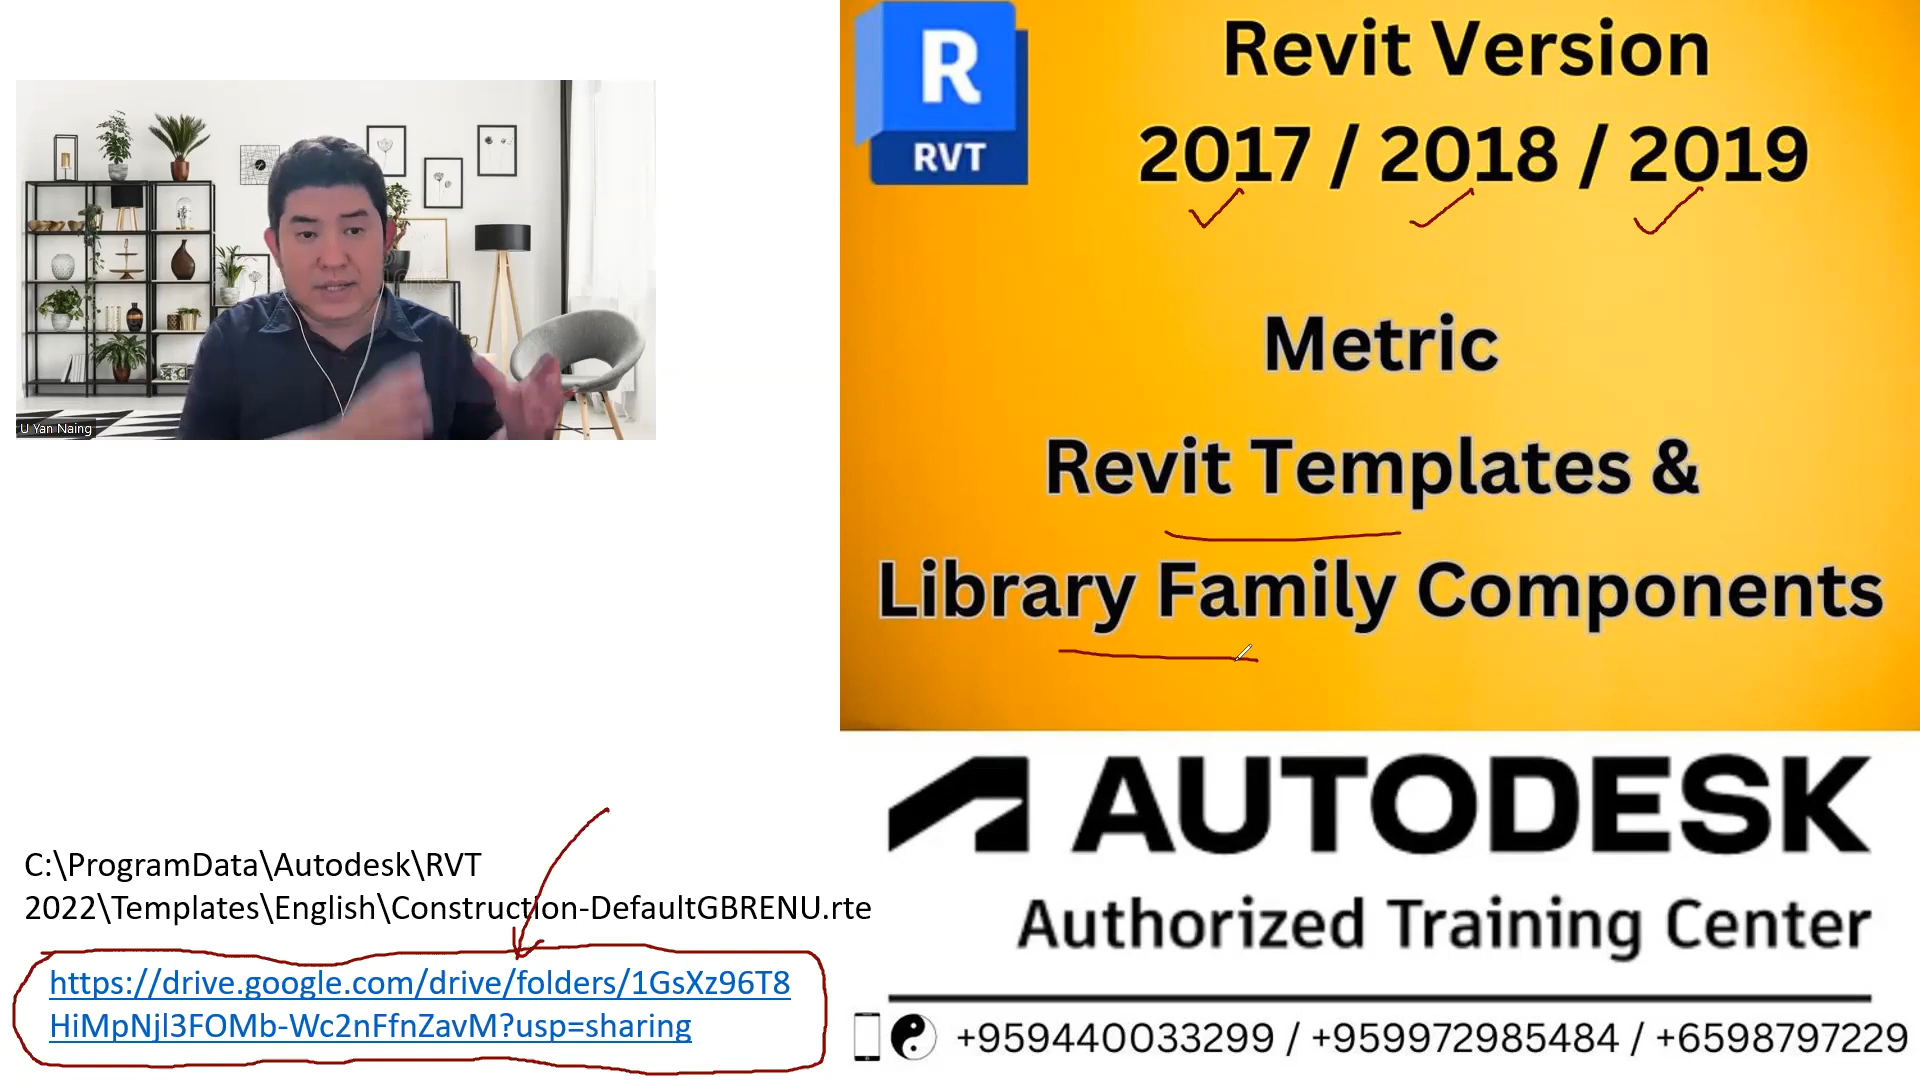 R
RVT
Revit Version
2017 / 2018 / 2019
Metric
Revit Templates &
Library Family Components
U Yan Naing
C:\ProgramData\Autodesk\RVT
2022\Templates\English\Construction-DefaultGBRENU.rte
https://drive.google.com/drive/folders/1GsXz96T8
HiMpNjl3FOMb-Wc2nFfnZavM?usp=sharing
AUTODESK
Authorized Training Center
+959440033299 / +959972985484 / +6598797229